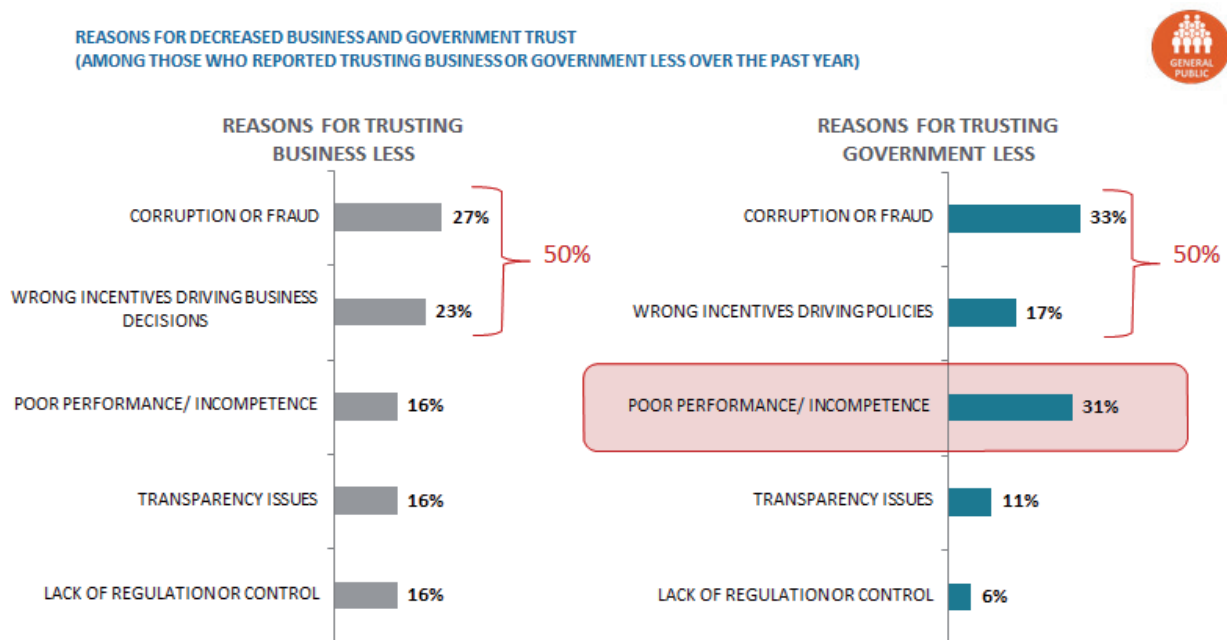 REASONS FOR DECREASED BUSINESS AND GOVERNMENT TRUST
(AMONG THOSE WHO REPORTED TRUSTING BUSINESS OR GOVERNMENT LESS OVER THE PAST YEAR)
GENERAL
PUBLIC
REASONS FOR TRUSTING
BUSINESS LESS
CORRUPTION OR FRAUD
27%
WRONG INCENTIVES DRIVING BUSINESS
DECISIONS
23%
50%
POOR PERFORMANCE/ INCOMPETENCE
16%
TRANSPARENCY ISSUES
16%
LACK OF REGULATION OR CONTROL
16%
REASONS FOR TRUSTING
GOVERNMENT LESS
CORRUPTION OR FRAUD
33%
WRONG INCENTIVES DRIVING POLICIES
17%
50%
POOR PERFORMANCE/ INCOMPETENCE
31%
TRANSPARENCY ISSUES
11%
LACK OF REGULATION OR CONTROL
6%